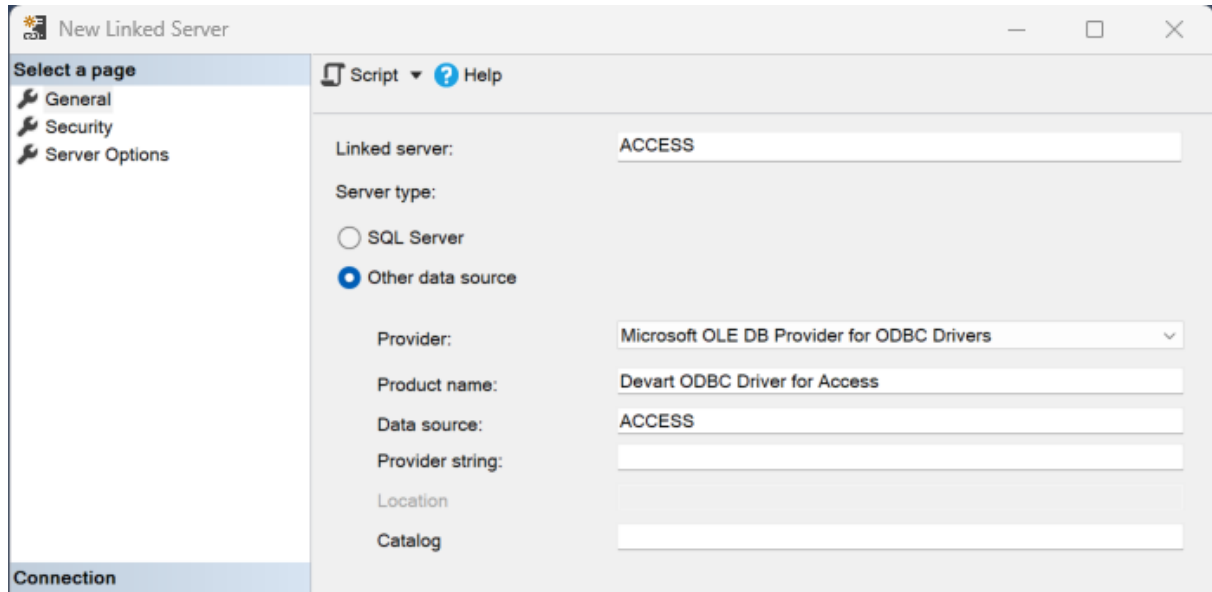 New Linked Server
Select a page
General
Security
Server Options
Connection
Script Help
Linked server: ACCESS
Server type:
SQL Server
Other data source
Provider: Microsoft OLE DB Provider for ODBC Drivers
Product name: Devart ODBC Driver for Access
Data source: ACCESS
Provider string:
Location
Catalog